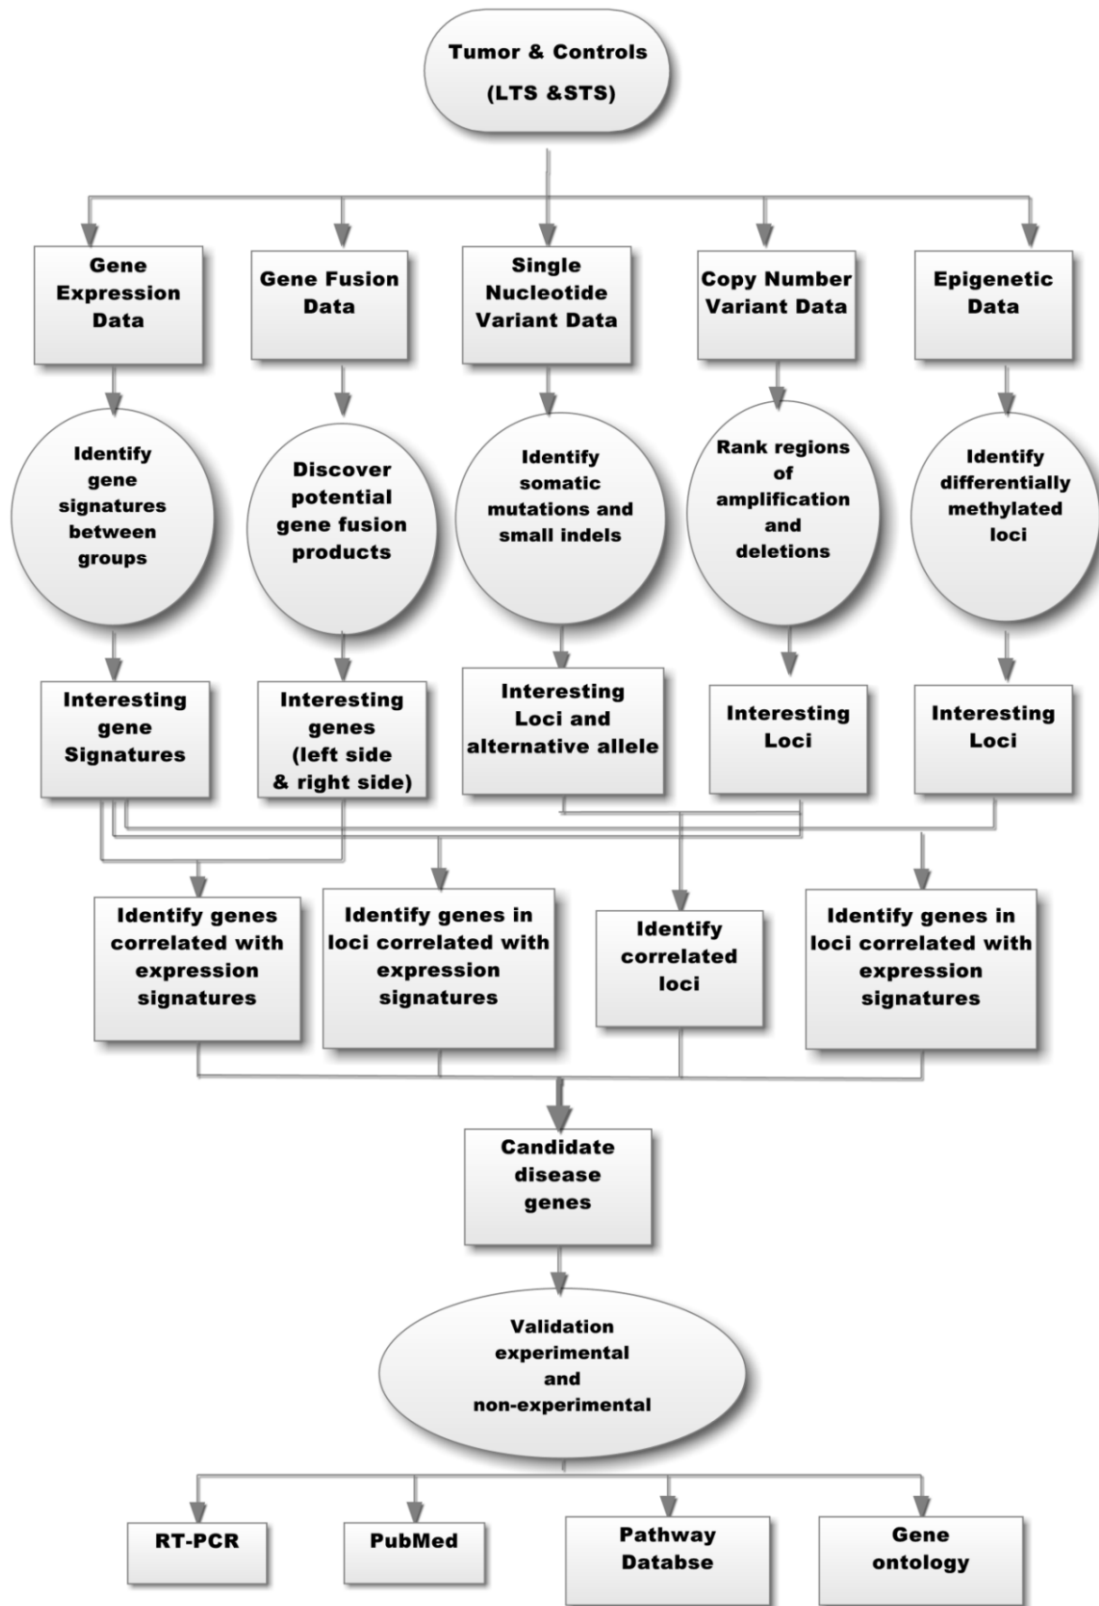 Tumor & Controls
(LTS &STS)
Gene
Expression
Data
Gene Fusion
Data
Single
Nucleotide
Variant Data
Copy Number
Variant Data
Epigenetic
Data
Identify
gene
signatures
between
groups
Discover
potential
gene fusion
products
Identify
somatic
mutations and
small indels
Rank regions
of
amplification
and
deletions
Identify
differentially
methylated
loci
Interesting
gene
Signatures
Interesting
genes
(left side
& right side)
Interesting
Loci and
alternative allele
Interesting
Loci
Interesting
Loci
Identify genes
correlated with
expression
signatures
Identify genes in
loci correlated with
expression
signatures
Identify
correlated
loci
Identify genes in
loci correlated with
expression
signatures
Candidate
disease
genes
Validation
experimental
and
non-experimental
RT-PCR
PubMed
Pathway
Databse
Gene
ontology